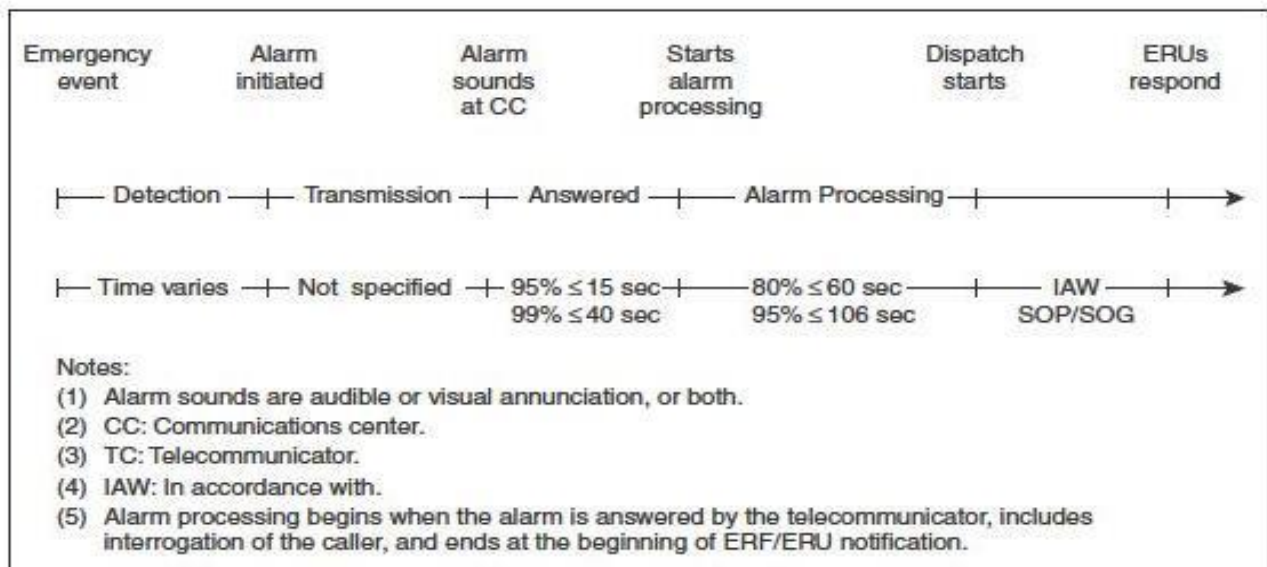 Emergency event
Alarm initiated
Alarm sounds at CC
Starts alarm processing
Dispatch starts
ERUs respond
Detection
Transmission
Answered
Alarm Processing
Time varies
Not specified
95% ≤ 15 sec
99% ≤ 40 sec
80% ≤ 60 sec
95% ≤ 106 sec
IAW
SOP/SOG
Notes:
(1) Alarm sounds are audible or visual annunciation, or both.
(2) CC: Communications center.
(3) TC: Telecommunicator.
(4) IAW: In accordance with.
(5) Alarm processing begins when the alarm is answered by the telecommunicator, includes
interrogation of the caller, and ends at the beginning of ERF/ERU notification.